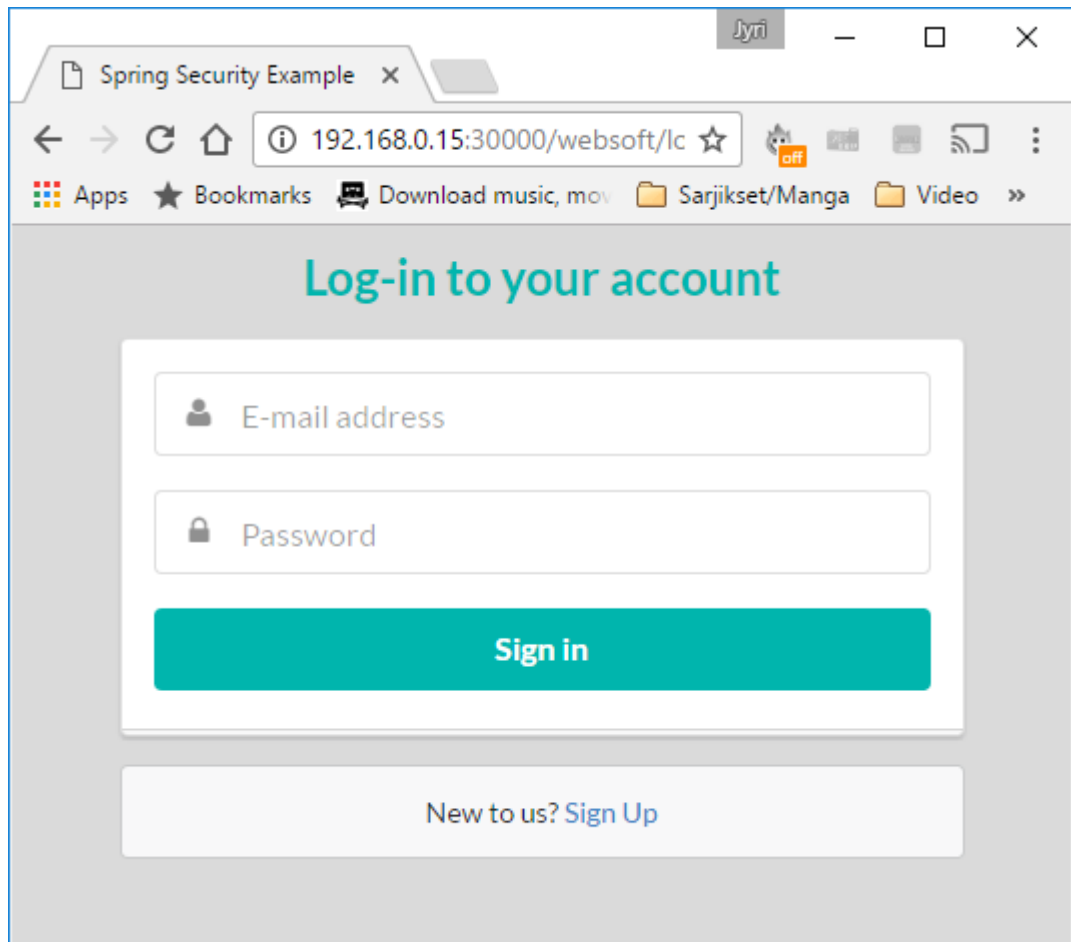 Jyri
Spring Security Example
192.168.0.15:30000/websoft/lc
off
Apps Bookmarks Download music, mov Sarjikset/Manga Video »
Log-in to your account
E-mail address
Password
Sign in
New to us? Sign Up